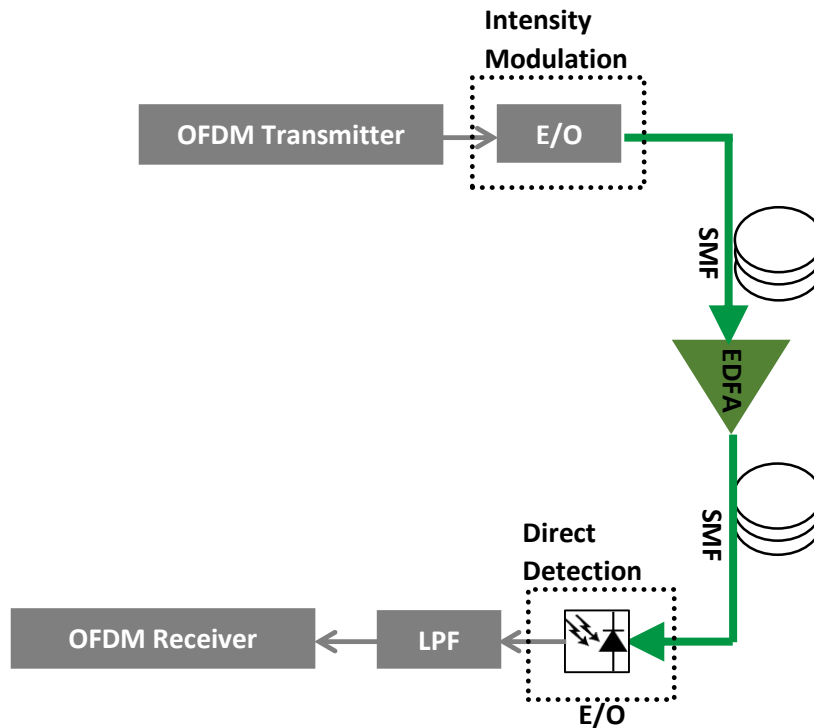 Intensity
Modulation
OFDM Transmitter
E/O
SMF
EDFA
SMF
Direct
Detection
OFDM Receiver
LPF
E/O